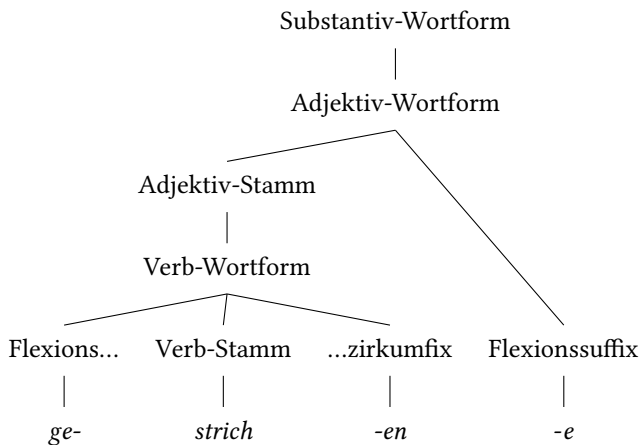 Substantiv-Wortform
Adjektiv-Wortform
Adjektiv-Stamm
Verb-Wortform
Flexions... Verb-Stamm ...zirkumfix Flexionssuffix
ge- strich -en -e